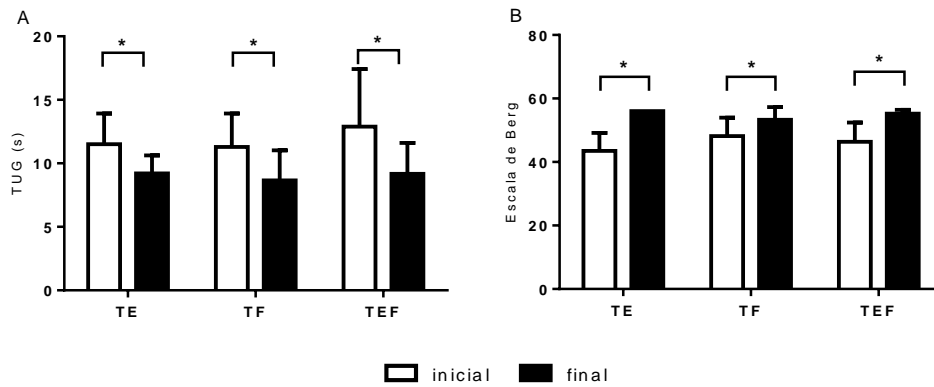 A
TUG (s)
20
15
10
5
0
* * *
TE TF TEF
B
Escala de Berg
80
60
40
20
0
* * *
TE TF TEF
inicial final